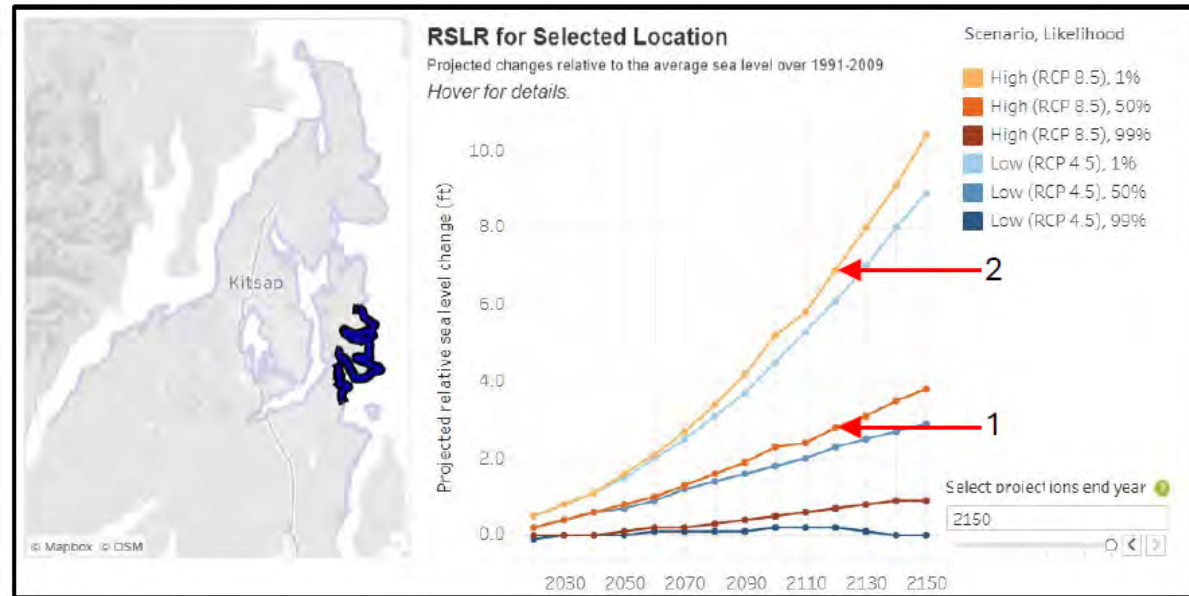 RSLR for Selected Location
Projected changes relative to the average sea level over 1991-2009
Hover for details.
Scenario, Likelihood
High (RCP 8.5), 1%
High (RCP 8.5), 50%
High (RCP 8.5), 99%
Low (RCP 4.5), 1%
Low (RCP 4.5), 50%
Low (RCP 4.5), 99%
Kitsap
Projected relative sea level change (ft)
10.0
8.0
6.0
4.0
2.0
0.0
2
1
Select projections end year
?
2150
< >
2030 2050 2070 2090 2110 2130 2150
© Mapbox © OSM